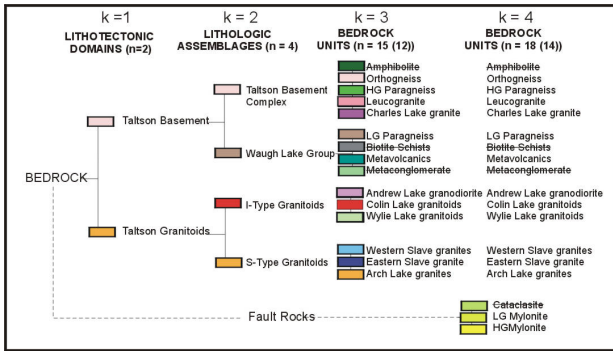 k =1
k = 2
k = 3
k = 4
LITHOTECTONIC
DOMAINS (n=2)
LITHOLOGIC
ASSEMBLAGES (n = 4)
BEDROCK
UNITS (n = 15 (12))
BEDROCK
UNITS (n = 18 (14))
BEDROCK
Taltson Basement
Taltson Granitoids
Taltson Basement
Complex
Waugh Lake Group
I-Type Granitoids
S-Type Granitoids
Amphibolite
Orthogneiss
HG Paragneiss
Leucogranite
Charles Lake granite
LG Paragneiss
Biotite Schists
Metavolcanics
Metaconglomerate
Andrew Lake granodiorite
Colin Lake granitoids
Wylie Lake granitoids
Western Slave granites
Eastern Slave granite
Arch Lake granites
Amphibolite
Orthogneiss
HG Paragneiss
Leucogranite
Charles Lake granite
LG Paragneiss
Biotite Schists
Metavolcanics
Metaconglomerate
Andrew Lake granodiorite
Colin Lake granitoids
Wylie Lake granitoids
Western Slave granites
Eastern Slave granite
Arch Lake granites
Fault Rocks
Cataclasite
LG Mylonite
HGMylonite